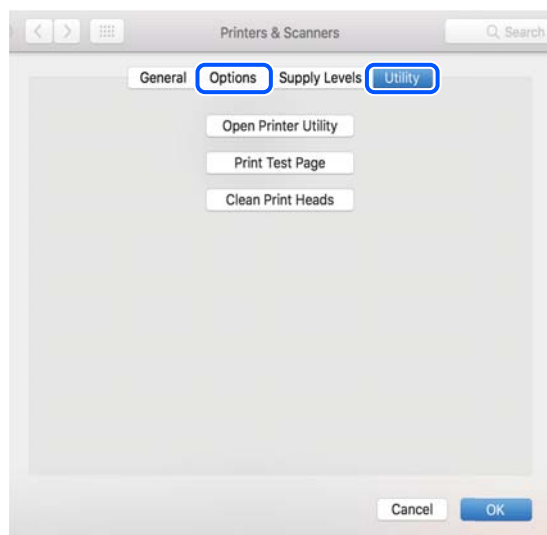 Printers & Scanners Search
General Options Supply Levels Utility
Open Printer Utility
Print Test Page
Clean Print Heads
Cancel OK